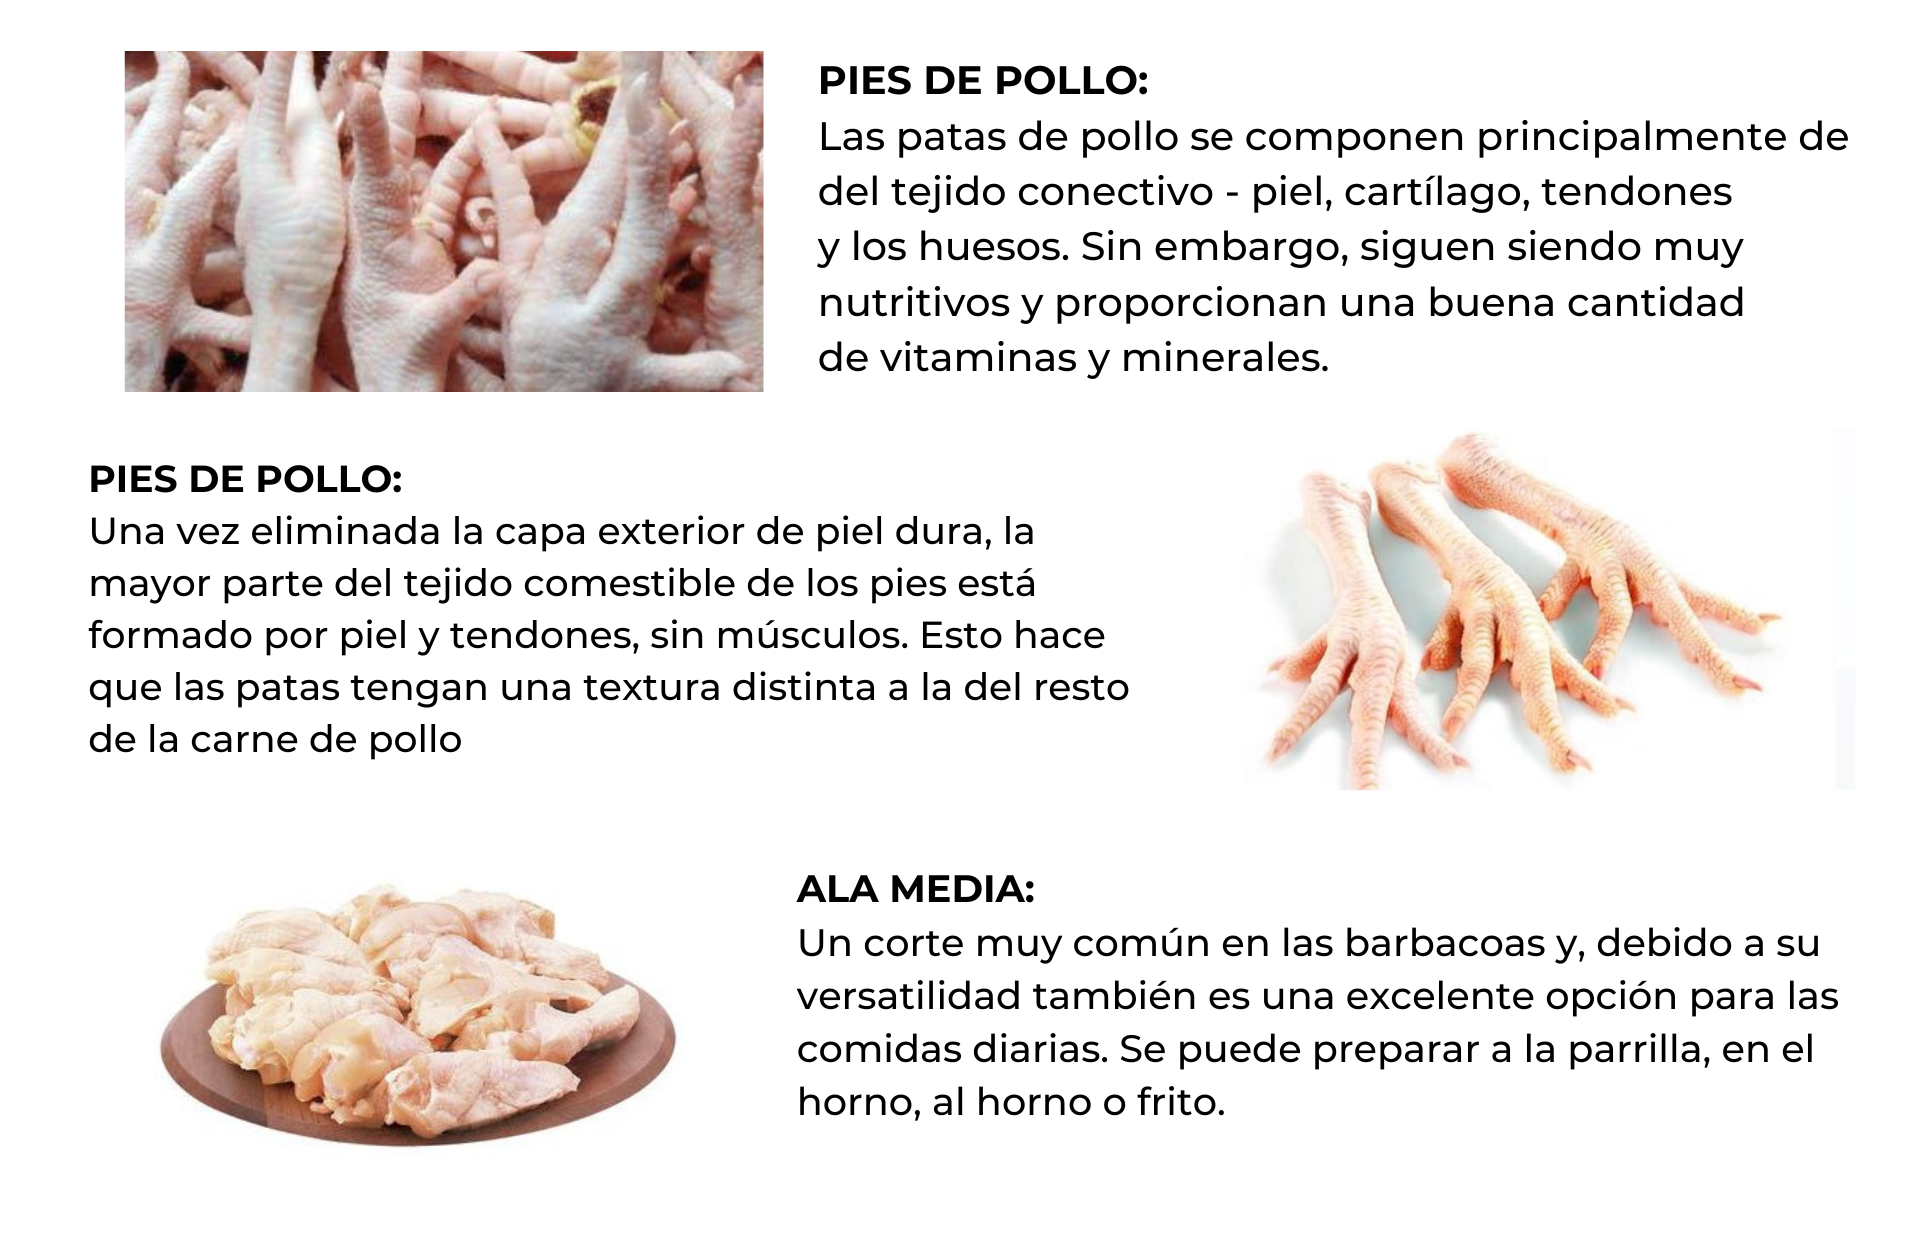 PIES DE POLLO:
Las patas de pollo se componen principalmente de
del tejido conectivo - piel, cartílago, tendones
y los huesos. Sin embargo, siguen siendo muy
nutritivos y proporcionan una buena cantidad
de vitaminas y minerales.
PIES DE POLLO:
Una vez eliminada la capa exterior de piel dura, la
mayor parte del tejido comestible de los pies está
formado por piel y tendones, sin músculos. Esto hace
que las patas tengan una textura distinta a la del resto
de la carne de pollo
ALA MEDIA:
Un corte muy común en las barbacoas y, debido a su
versatilidad también es una excelente opción para las
comidas diarias. Se puede preparar a la parrilla, en el
horno, al horno o frito.